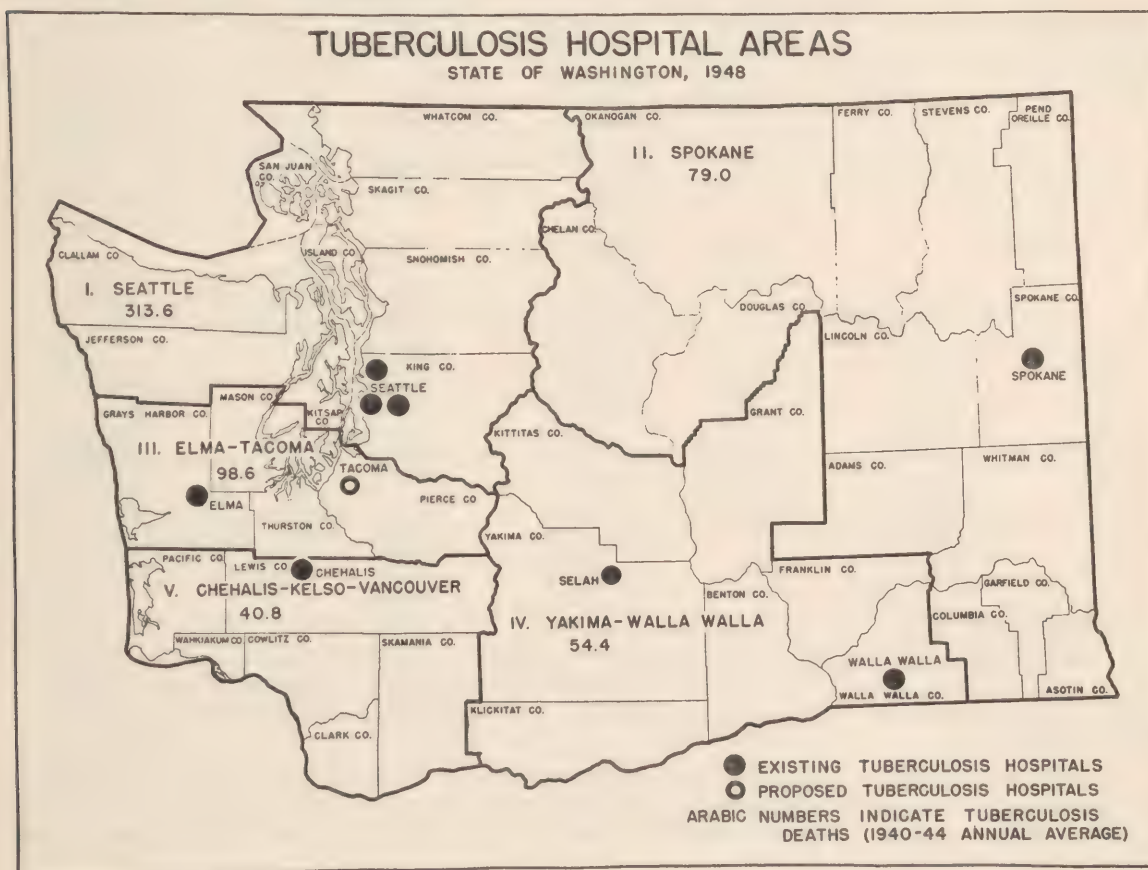 TUBERCULOSIS HOSPITAL AREAS
STATE OF WASHINGTON, 1948
WHATCOM CO.
OKANOGAN CO.
FERRY CO.
STEVENS CO.
PEND
OREILLE CO.
SAN JUAN
CO.
SKAGIT CO.
II. SPOKANE
79.0
CHELAN CO.
CLALLAM CO
ISLAND CO
SNOHOMISH CO.
I. SEATTLE
313.6
DOUGLAS CO.
SPOKANE CO.
JEFFERSON CO.
LINCOLN CO.
KING CO.
SPOKANE
SEATTLE
MASON CO.
GRAYS HARBOR CO.
KITSAP
CO
GRANT CO.
KITTITAS CO.
III. ELMA-TACOMA
98.6
TACOMA
ADAMS CO.
WHITMAN CO.
ELMA
PIERCE CO
THURSTON CO.
YAKIMA CO.
PACIFIC CO.
LEWIS CO.
CHEHALIS
SELAH
FRANKLIN CO.
V. CHEHALIS-KELSO-VANCOUVER
40.8
BENTON CO.
GARFIELD CO.
COLUMBIA CO.
IV. YAKIMA-WALLA WALLA
54.4
WAHKIAKUM CO
COWLITZ CO.
SKAMANIA CO.
WALLA WALLA
WALLA WALLA CO.
ASOTIN CO.
KLICKITAT CO.
CLARK CO.
EXISTING TUBERCULOSIS HOSPITALS
PROPOSED TUBERCULOSIS HOSPITALS
ARABIC NUMBERS INDICATE TUBERCULOSIS
DEATHS (1940-44 ANNUAL AVERAGE)